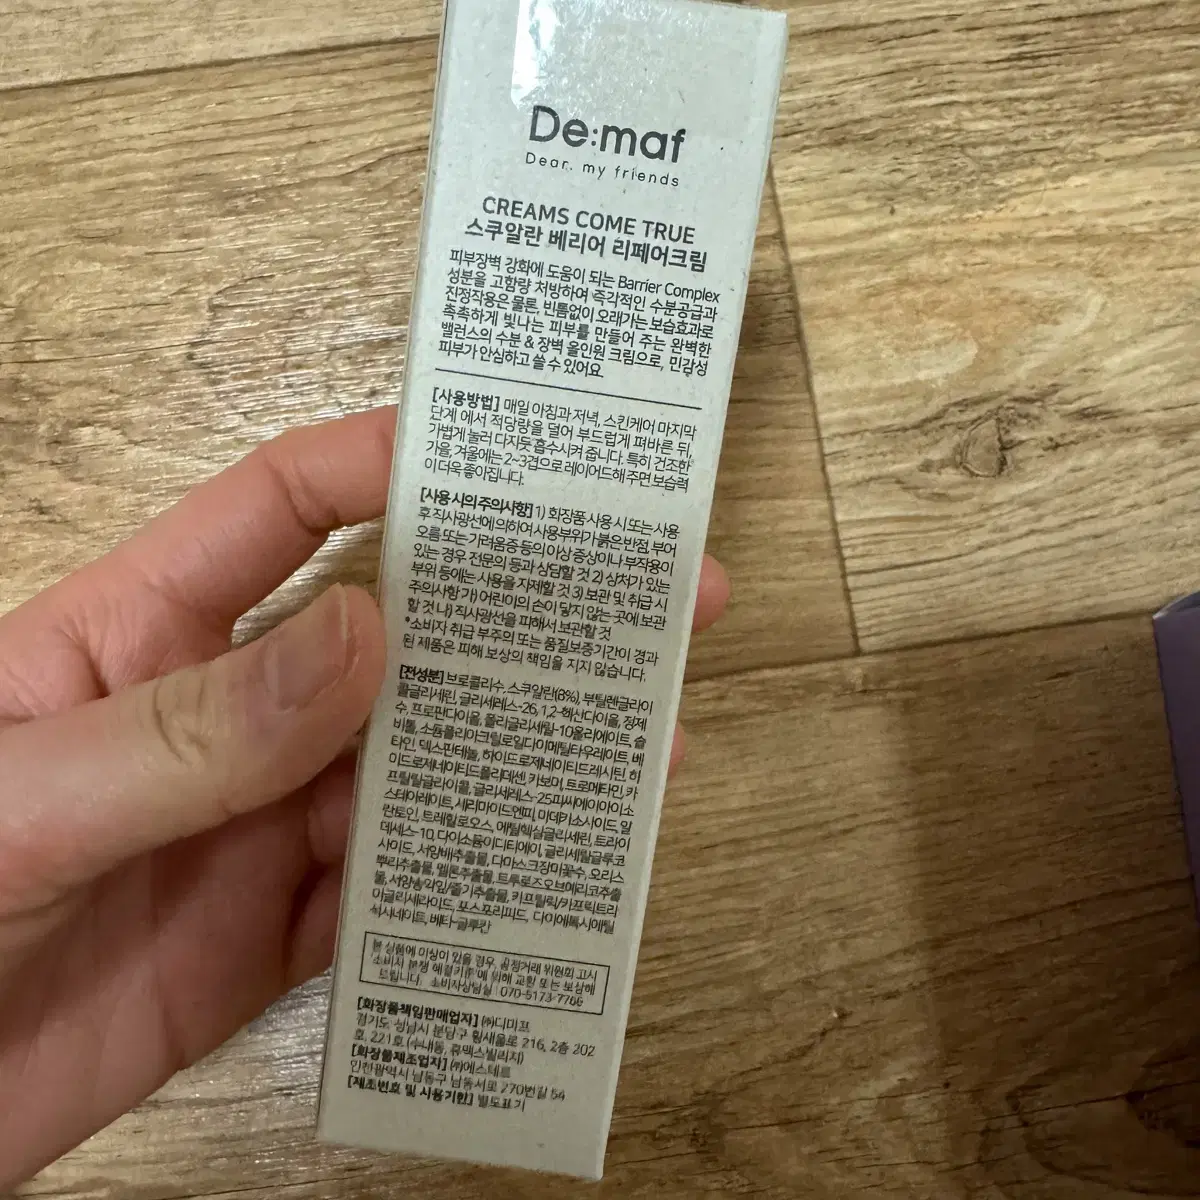 De:maf
Dear. my friends
CREAMS COME TRUE
스쿠알란 베리어 리페어크림
피부장벽 강화에 도움이 되는 Barrier Complex
성분을 고함량 처방하여 즉각적인 수분공급과
진정작용은 물론, 빈틈없이 오래가는 보습효과로
촉촉하게 빛나는 피부를 만들어 주는 완벽한
밸런스의 수분 & 장벽 올인원 크림으로, 민감성
피부가 안심하고 쓸 수 있어요.
[사용방법] 매일 아침과 저녁, 스킨케어 마지막
단계 에서 적당량을 덜어 부드럽게 펴바른 뒤,
가볍게 눌러 다지듯 흡수시켜 줍니다. 특히 건조한
가을, 겨울에는 2~3겹으로 레이어드해 주면 보습력
이 더욱 좋아집니다.
[사용 시의 주의사항] 1) 화장품 사용 시 또는 사용
후 직사광선에 의하여 사용부위가 붉은 반점, 부어
오름 또는 가려움증 등의 이상 증상이나 부작용이
있는 경우 전문의 등과 상담할 것 2) 상처가 있는
부위 등에는 사용을 자제할 것 3) 보관 및 취급 시
주의사항 가) 어린이의 손이 닿지 않는 곳에 보관
할 것 나) 직사광선을 피해서 보관할 것
*소비자 취급 부주의 또는 품질보증기간이 경과
된 제품은 피해 보상의 책임을 지지 않습니다.
[전성분] 브로콜리수, 스쿠알란(8%), 부틸렌글라이
콜글리세린, 글리세레스-26, 1,2-헥산다이올, 정제
수, 프로판다이올, 폴리글리세릴-10올리에이트, 솔
비톨, 소듐폴리아크릴로일다이메틸타우레이트, 베
타인, 덱스판테놀, 하이드로제네이티드레시틴, 하
이드로제네이티드폴리데센, 카보머, 트로메타민, 카
프릴릴글라이콜, 글리세레스-25피씨에이아이소
스테아레이트, 세라마이드엔피, 마데카소사이드, 알
란토인, 트레할로오스, 에틸헥실글리세린, 트라이
데세스-10, 다이소듐이디티에이, 글리세릴글루코
사이드, 서양배추출물, 다마스크장미꽃수, 오리스
뿌리추출물, 멜론추출물, 트루로즈오브예리코추출
물, 서양송악잎/줄기추출물, 카프릴릭/카프릭트라
이글리세라이드, 포스포리피드, 다이에톡시에틸
석시네이트, 베타-글루칸
본 상품에 이상이 있을 경우, 공정거래 위원회 고시
'소비자 분쟁 해결기준'에 의해 교환 또는 보상해
드립니다. 소비자상담실 : 070-5173-7766
[화장품책임판매업자] ㈜디마프
경기도 성남시 분당구 황새울로 216, 2층 202
호, 221호 (수내동, 휴맥스빌리지)
[화장품제조업자] ㈜에스테르
인천광역시 남동구 남동서로 270번길 54
[제조번호 및 사용기한] 별도표기